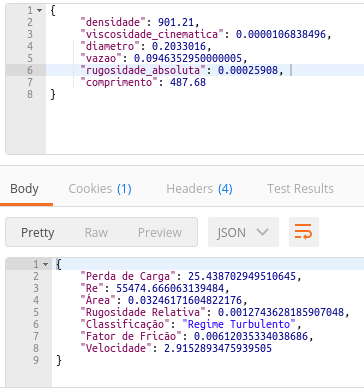 1 {
2 "densidade": 901.21,
3 "viscosidade_cinematica": 0.0000106838496,
4 "diametro": 0.2033016,
5 "vazao": 0.0946352950000005,
6 "rugosidade_absoluta": 0.00025908,
7 "comprimento": 487.68
8 }
Body Cookies (1) Headers (4) Test Results
Pretty Raw Preview JSON
1 {
2 "Perda de Carga": 25.438702949510645,
3 "Re": 55474.666063139484,
4 "Área": 0.03246171604822176,
5 "Rugosidade Relativa": 0.0012743628185907048,
6 "Classificação": "Regime Turbulento",
7 "Fator de Fricão": 0.00612035334038686,
8 "Velocidade": 2.9152893475939505
9 }